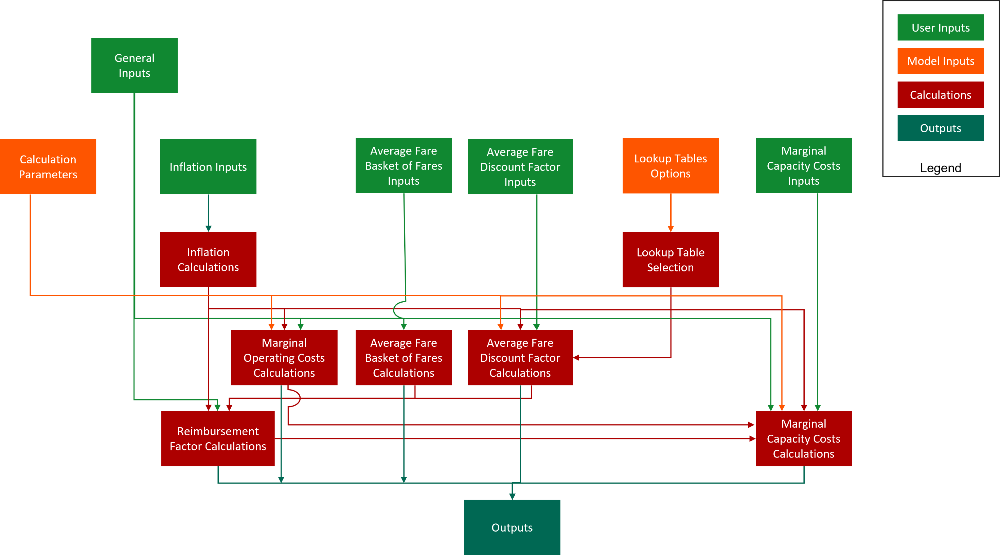 User Inputs
Model Inputs
Calculations
Outputs
Legend
General
Inputs
Calculation
Parameters
Inflation Inputs
Average Fare
Basket of Fares
Inputs
Average Fare
Discount Factor
Inputs
Lookup Tables
Options
Marginal
Capacity Costs
Inputs
Inflation
Calculations
Lookup Table
Selection
Marginal
Operating Costs
Calculations
Average Fare
Basket of Fares
Calculations
Average Fare
Discount Factor
Calculations
Reimbursement
Factor Calculations
Marginal
Capacity Costs
Calculations
Outputs